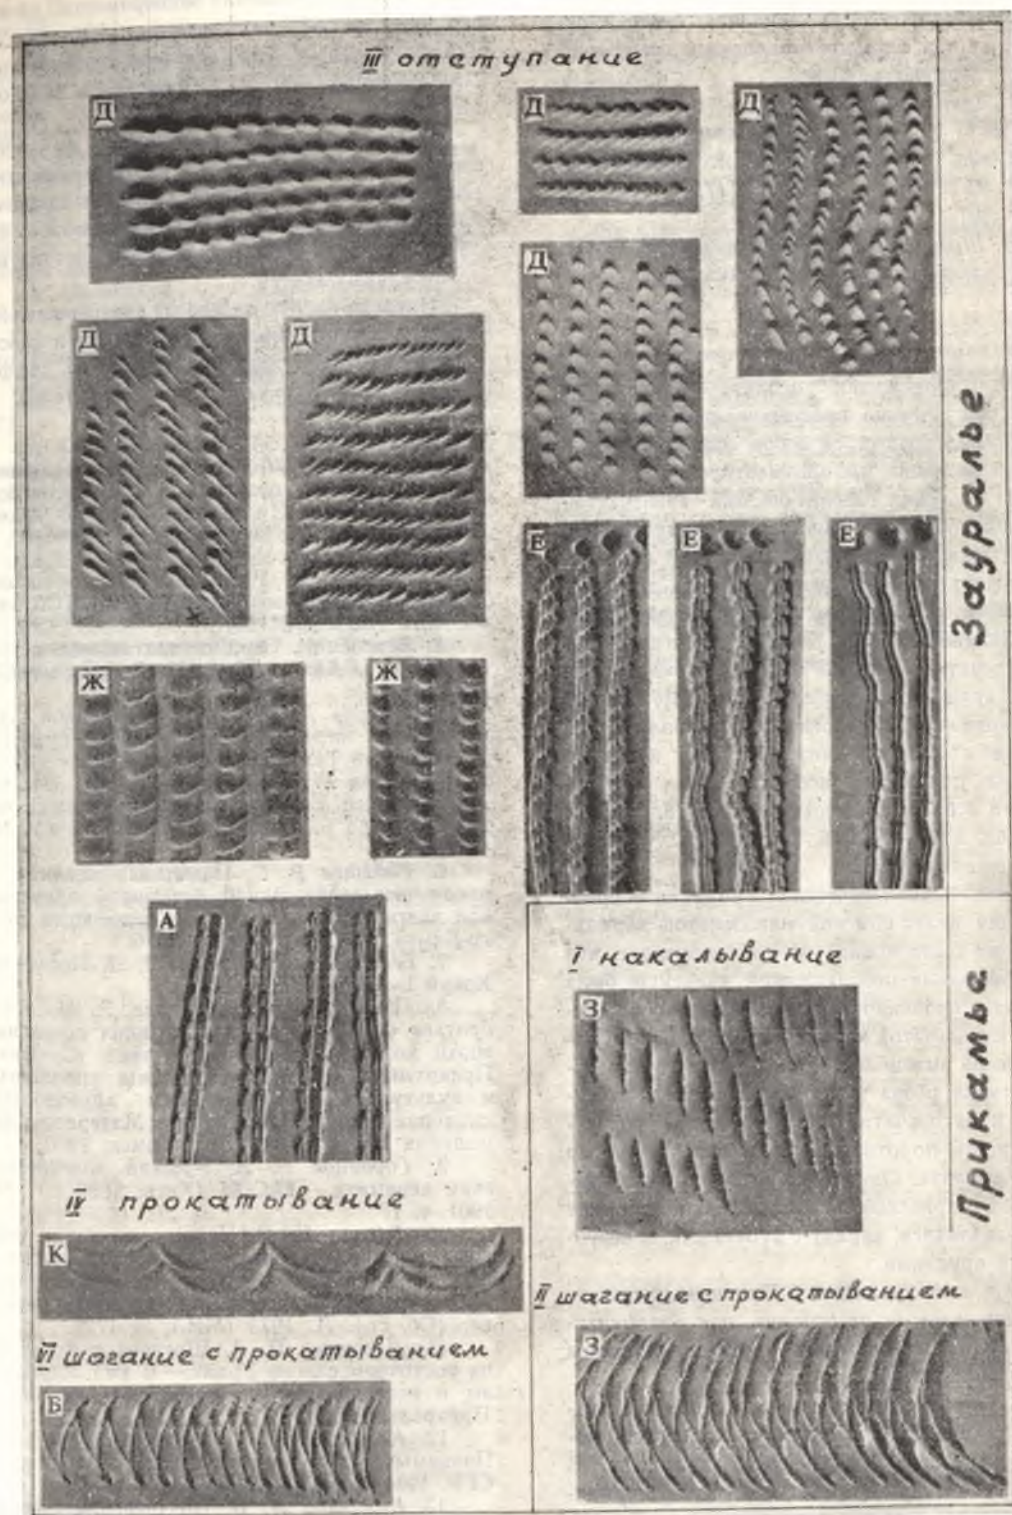 III отступание
Д
Д
Д
Д
Д
Д
Е
Е
Е
Ж
Ж
А
Зауралье
IV прокатывание
К
VI шагание с прокатыванием
Б
I накалывание
З
Прикамье
II шагание с прокатыванием
З